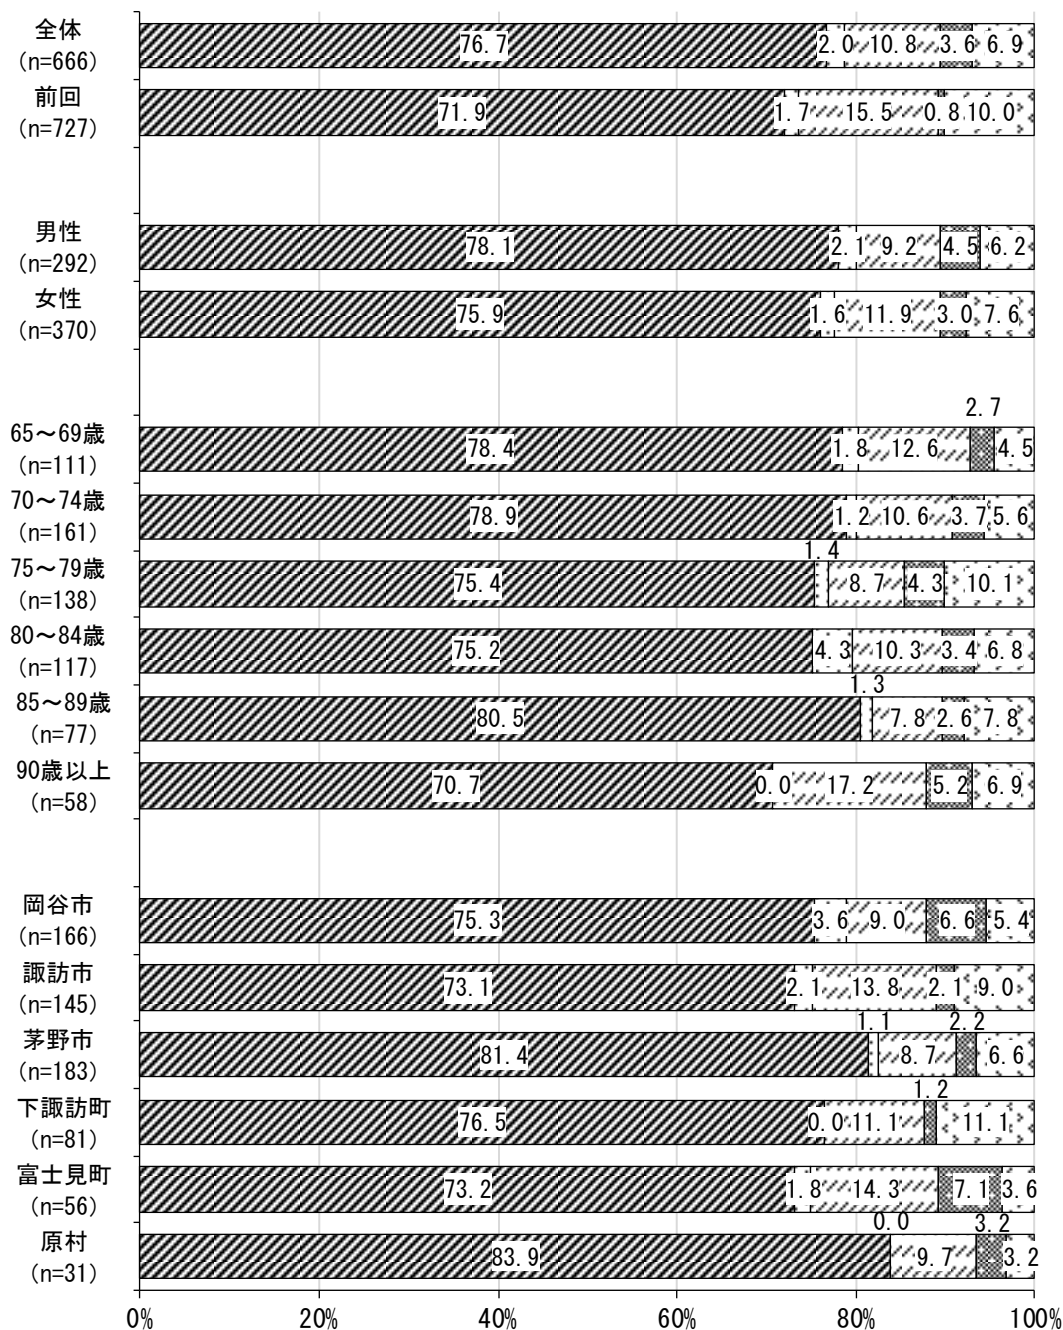 全体
(n=666)
76.7 2.0 10.8 3.6 6.9
前回
(n=727)
71.9 1.7 15.5 0.8 10.0
男性
(n=292)
78.1 2.1 9.2 4.5 6.2
女性
(n=370)
75.9 1.6 11.9 3.0 7.6
2.7
65～69歳
(n=111)
78.4 1.8 12.6 4.5
70～74歳
(n=161)
78.9 1.2 10.6 3.7 5.6
1.4
75～79歳
(n=138)
75.4 8.7 4.3 10.1
80～84歳
(n=117)
75.2 4.3 10.3 3.4 6.8
1.3
85～89歳
(n=77)
80.5 7.8 2.6 7.8
90歳以上
(n=58)
70.7 0.0 17.2 5.2 6.9
岡谷市
(n=166)
75.3 3.6 9.0 6.6 5.4
諏訪市
(n=145)
73.1 2.1 13.8 2.1 9.0
1.1 2.2
茅野市
(n=183)
81.4 8.7 6.6
1.2
下諏訪町
(n=81)
76.5 0.0 11.1 11.1
富士見町
(n=56)
73.2 1.8 14.3 7.1 3.6
0.0 3.2
原村
(n=31)
83.9 9.7 3.2
0% 20% 40% 60% 80% 100%